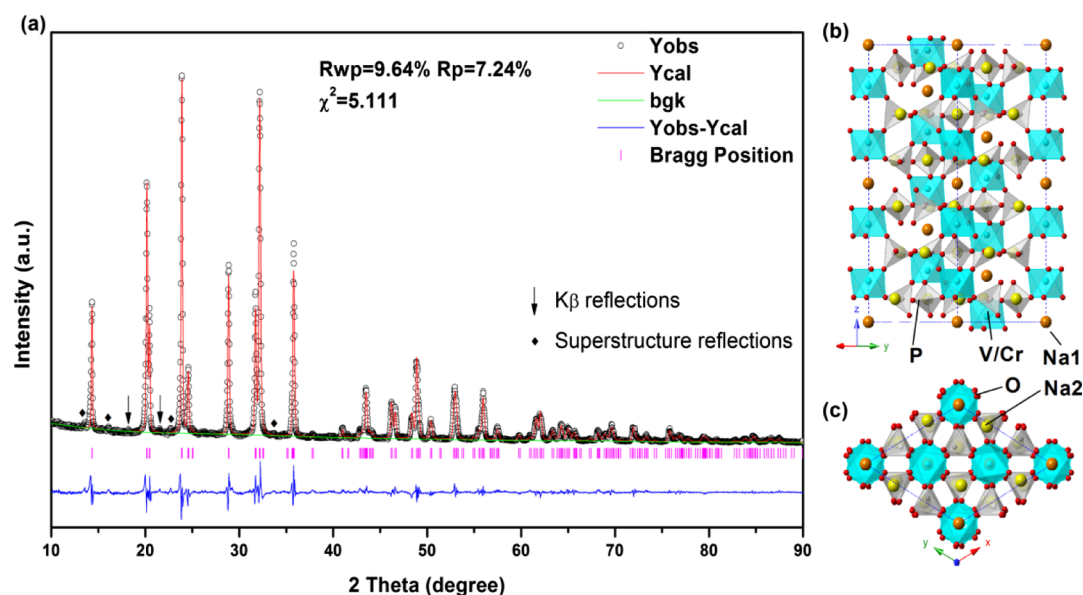 (a)
Rwp=9.64% Rp=7.24%
χ²=5.111
Yobs
Ycal
bgk
Yobs-Ycal
Bragg Position
Kβ reflections
Superstructure reflections
Intensity (a.u.)
10 20 30 40 50 60 70 80 90
2 Theta (degree)
(b)
z
y
P
V/Cr
Na1
(c)
O
Na2
y
x